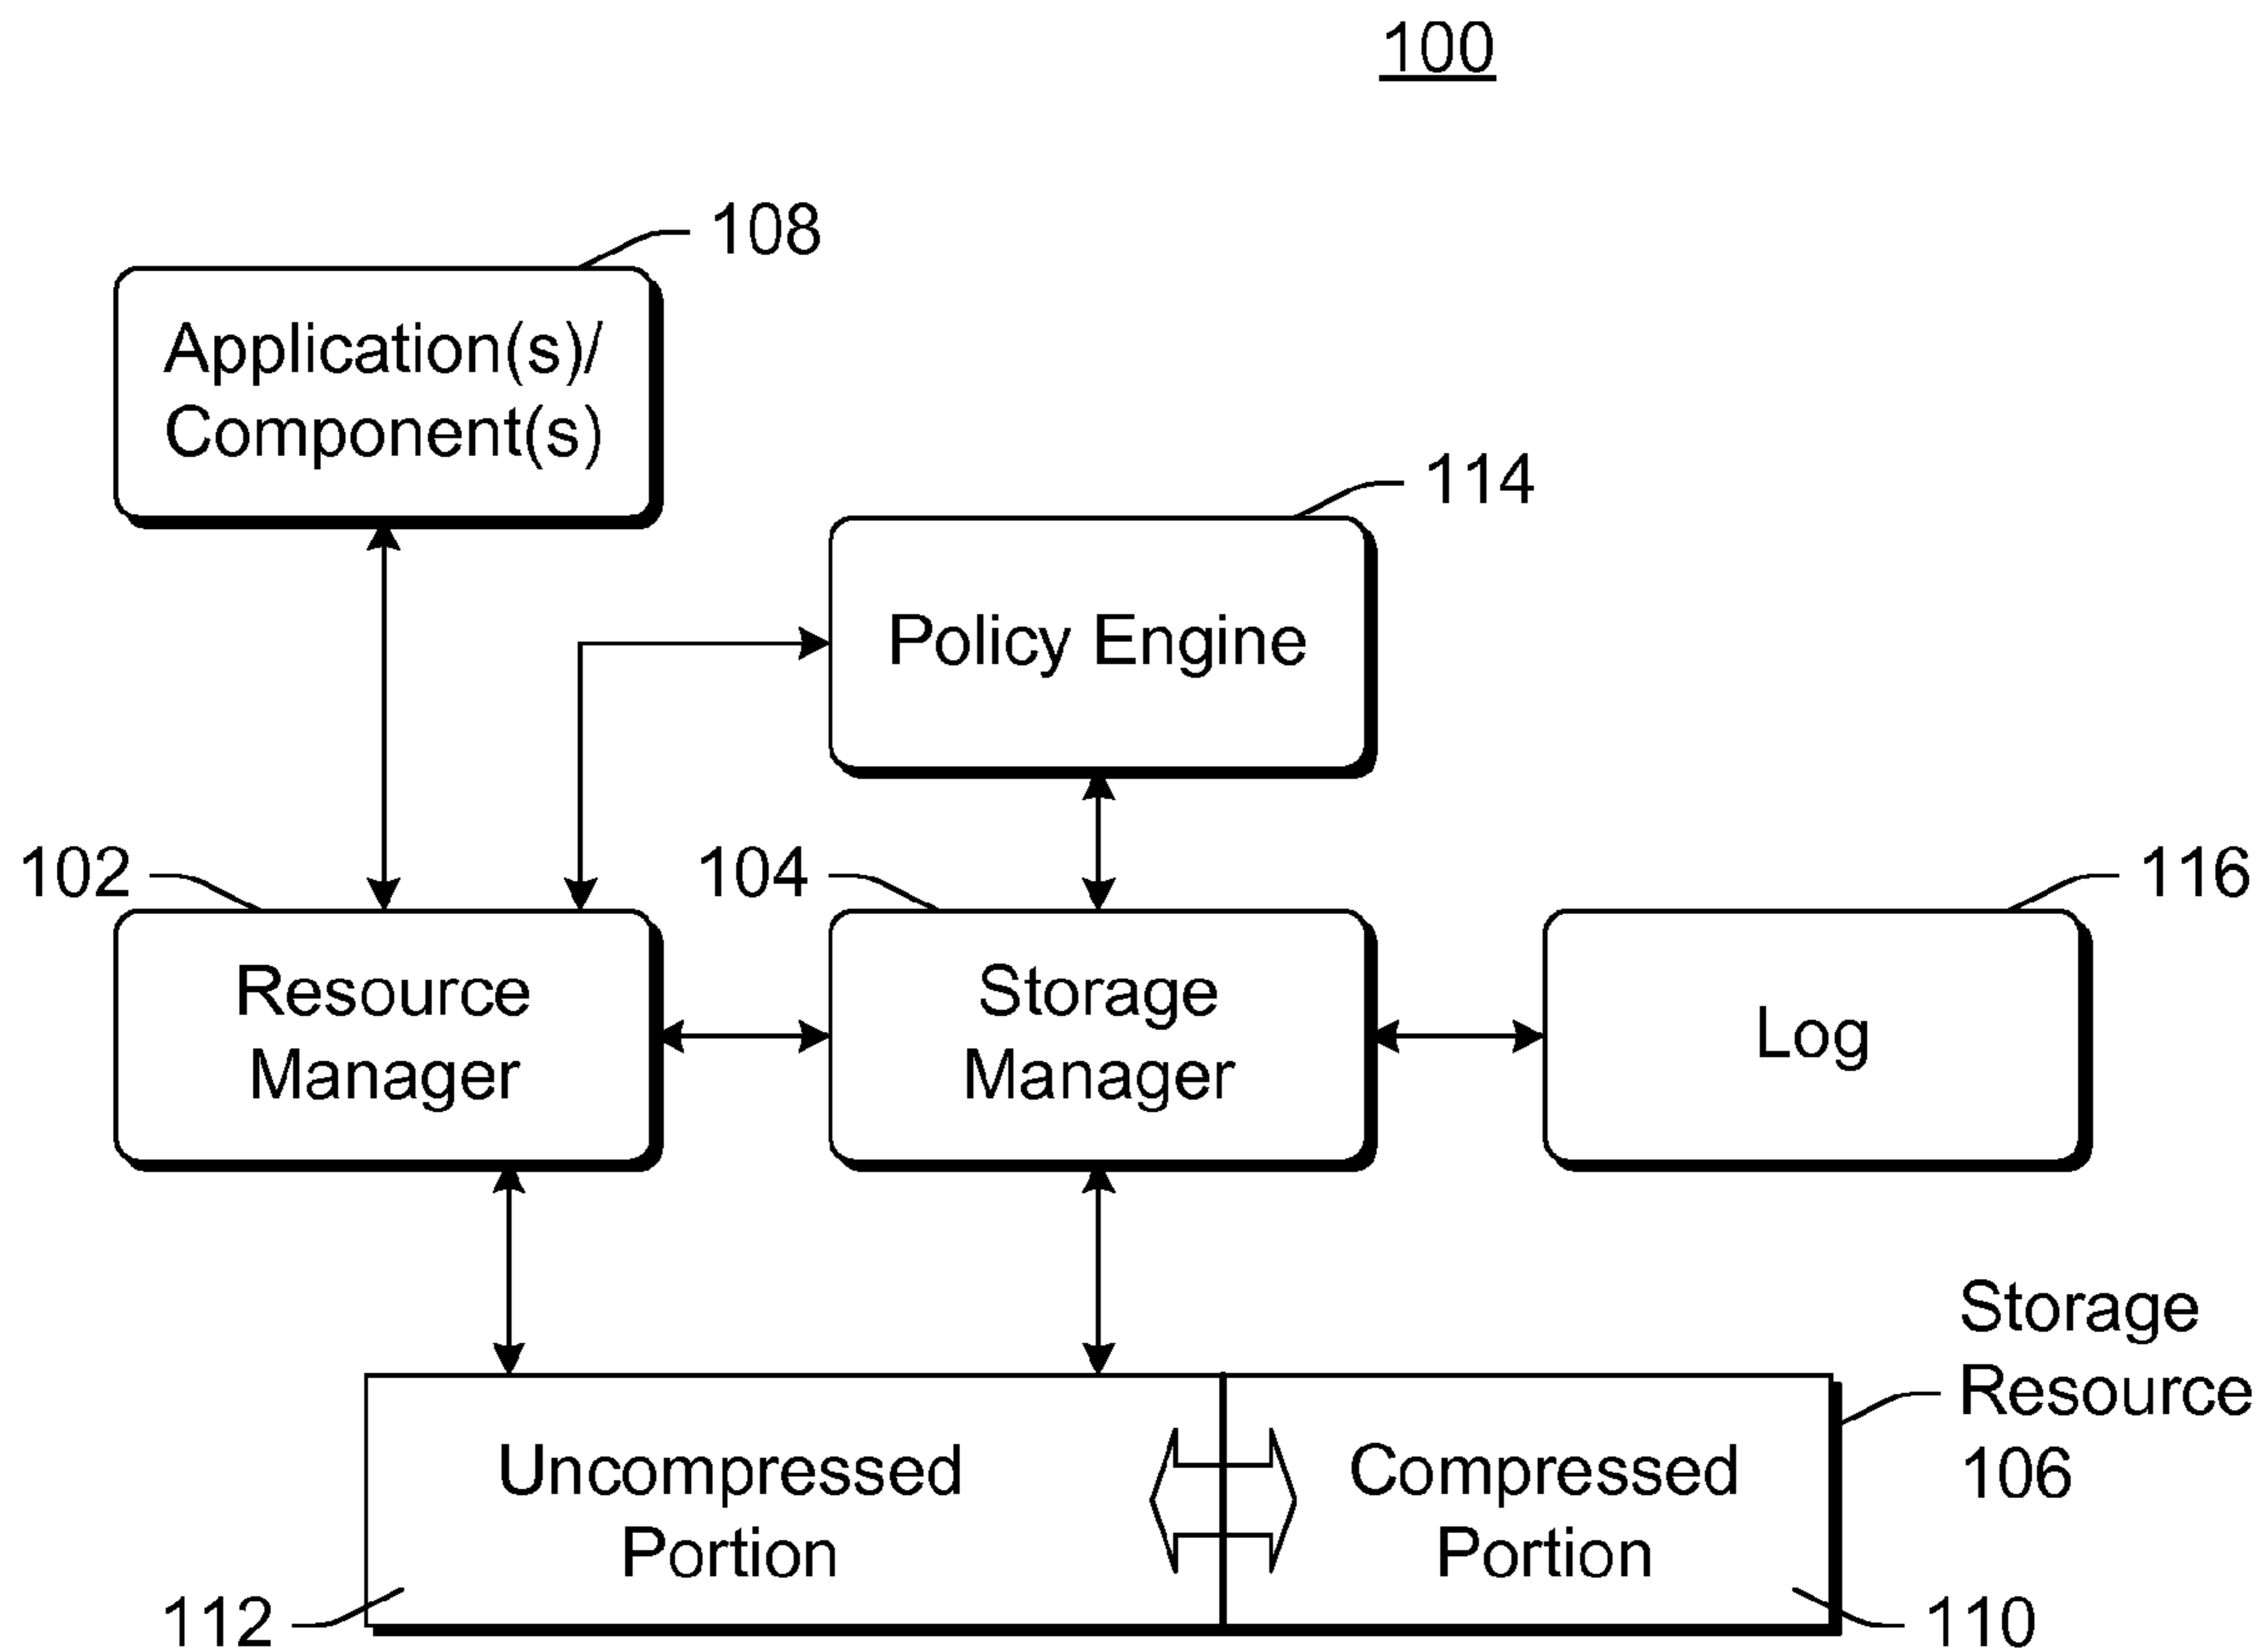 100
108
Application(s)/
Component(s)
114
Policy Engine
102
104
116
Resource
Manager
Storage
Manager
Log
Storage
Resource
106
Uncompressed
Portion
Compressed
Portion
112
110